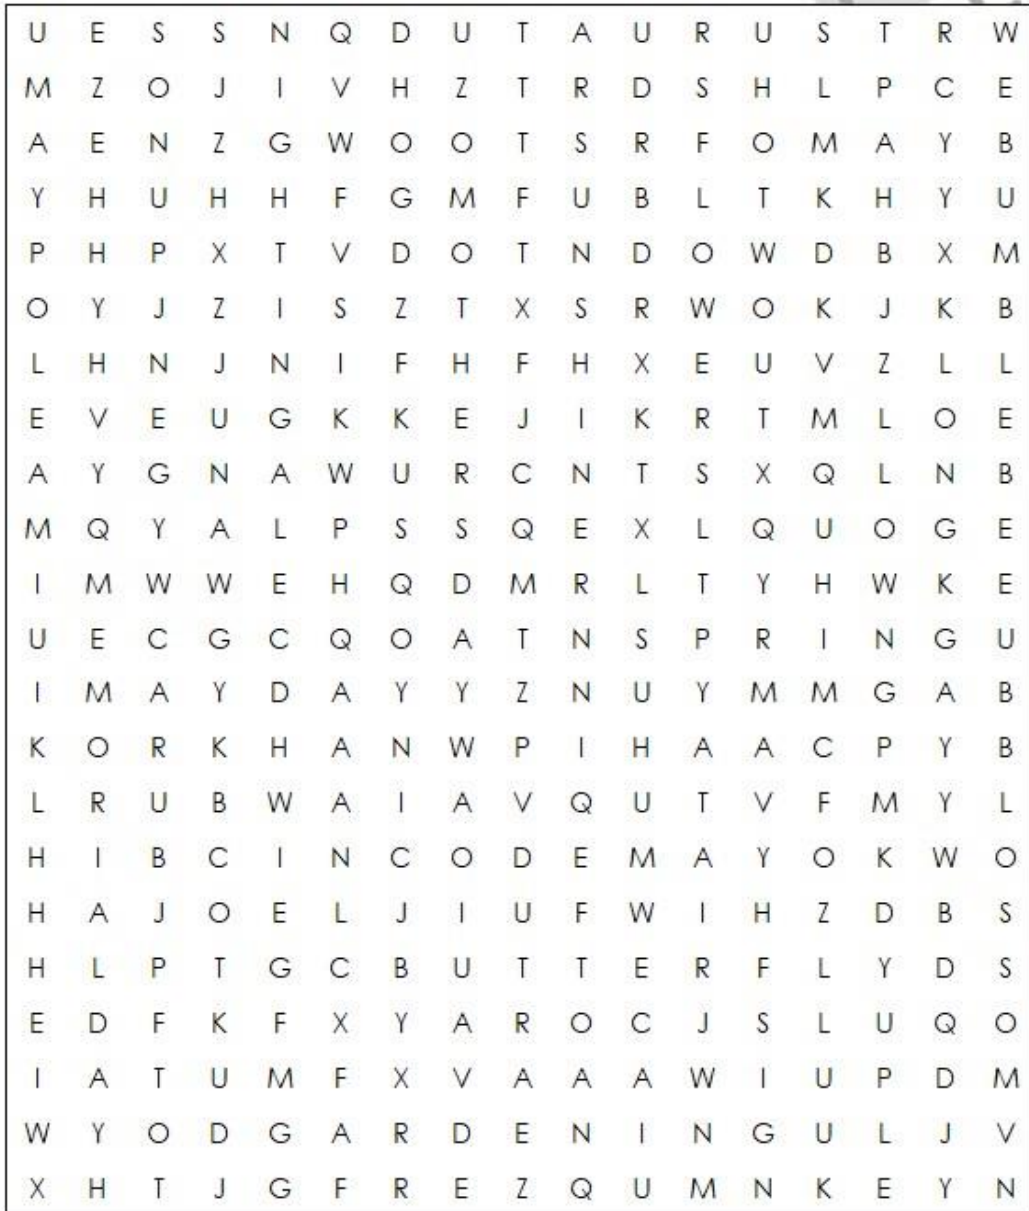 U E S S N Q D U T A U R U S T R W
M Z O J I V H Z T R D S H L P C E
A E N Z G W O O T S R F O M A Y B
Y H U H H F G M F U B L T K H Y U
P H P X T V D O T N D O W D B X M
O Y J Z I S Z T X S R W O K J K B
L H N J N I F H F H X E U V Z L L
E V E U G K K E J I K R T M L O E
A Y G N A W U R C N T S X Q L N B
M Q Y A L P S S Q E X L Q U O G E
I M W W E H Q D M R L T Y H W K E
U E C G C Q O A T N S P R I N G U
I M A Y D A Y Y Z N U Y M M G A B
K O R K H A N W P I H A A C P Y B
L R U B W A I A V Q U T V F M Y L
H I B C I N C O D E M A Y O K W O
H A J O E L J I U F W I H Z D B S
H L P T G C B U T T E R F L Y D S
E D F K F X Y A R O C J S L U Q O
I A T U M F X V A A A W I U P D M
W Y O D G A R D E N I N G U L J V
X H T J G F R E Z Q U M N K E Y N